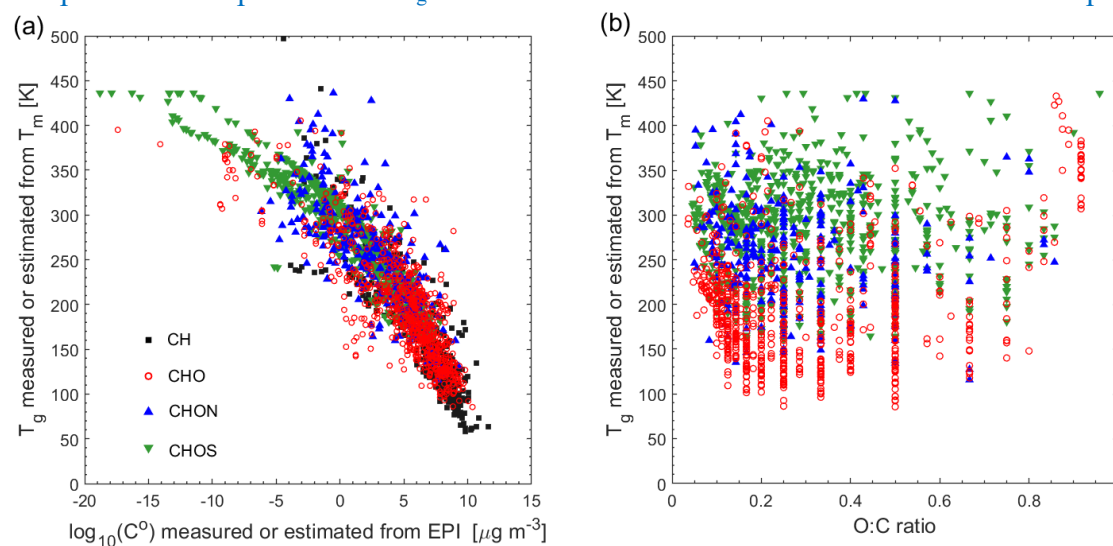 (a)
T_g measured or estimated from T_m [K]
500
450
400
350
300
250
200
150
100
50
0
CH
CHO
CHON
CHOS
-20 -15 -10 -5 0 5 10 15
log10(C^o) measured or estimated from EPI [μg m^-3]
(b)
T_g measured or estimated from T_m [K]
500
450
400
350
300
250
200
150
100
50
0
0 0.2 0.4 0.6 0.8
O:C ratio